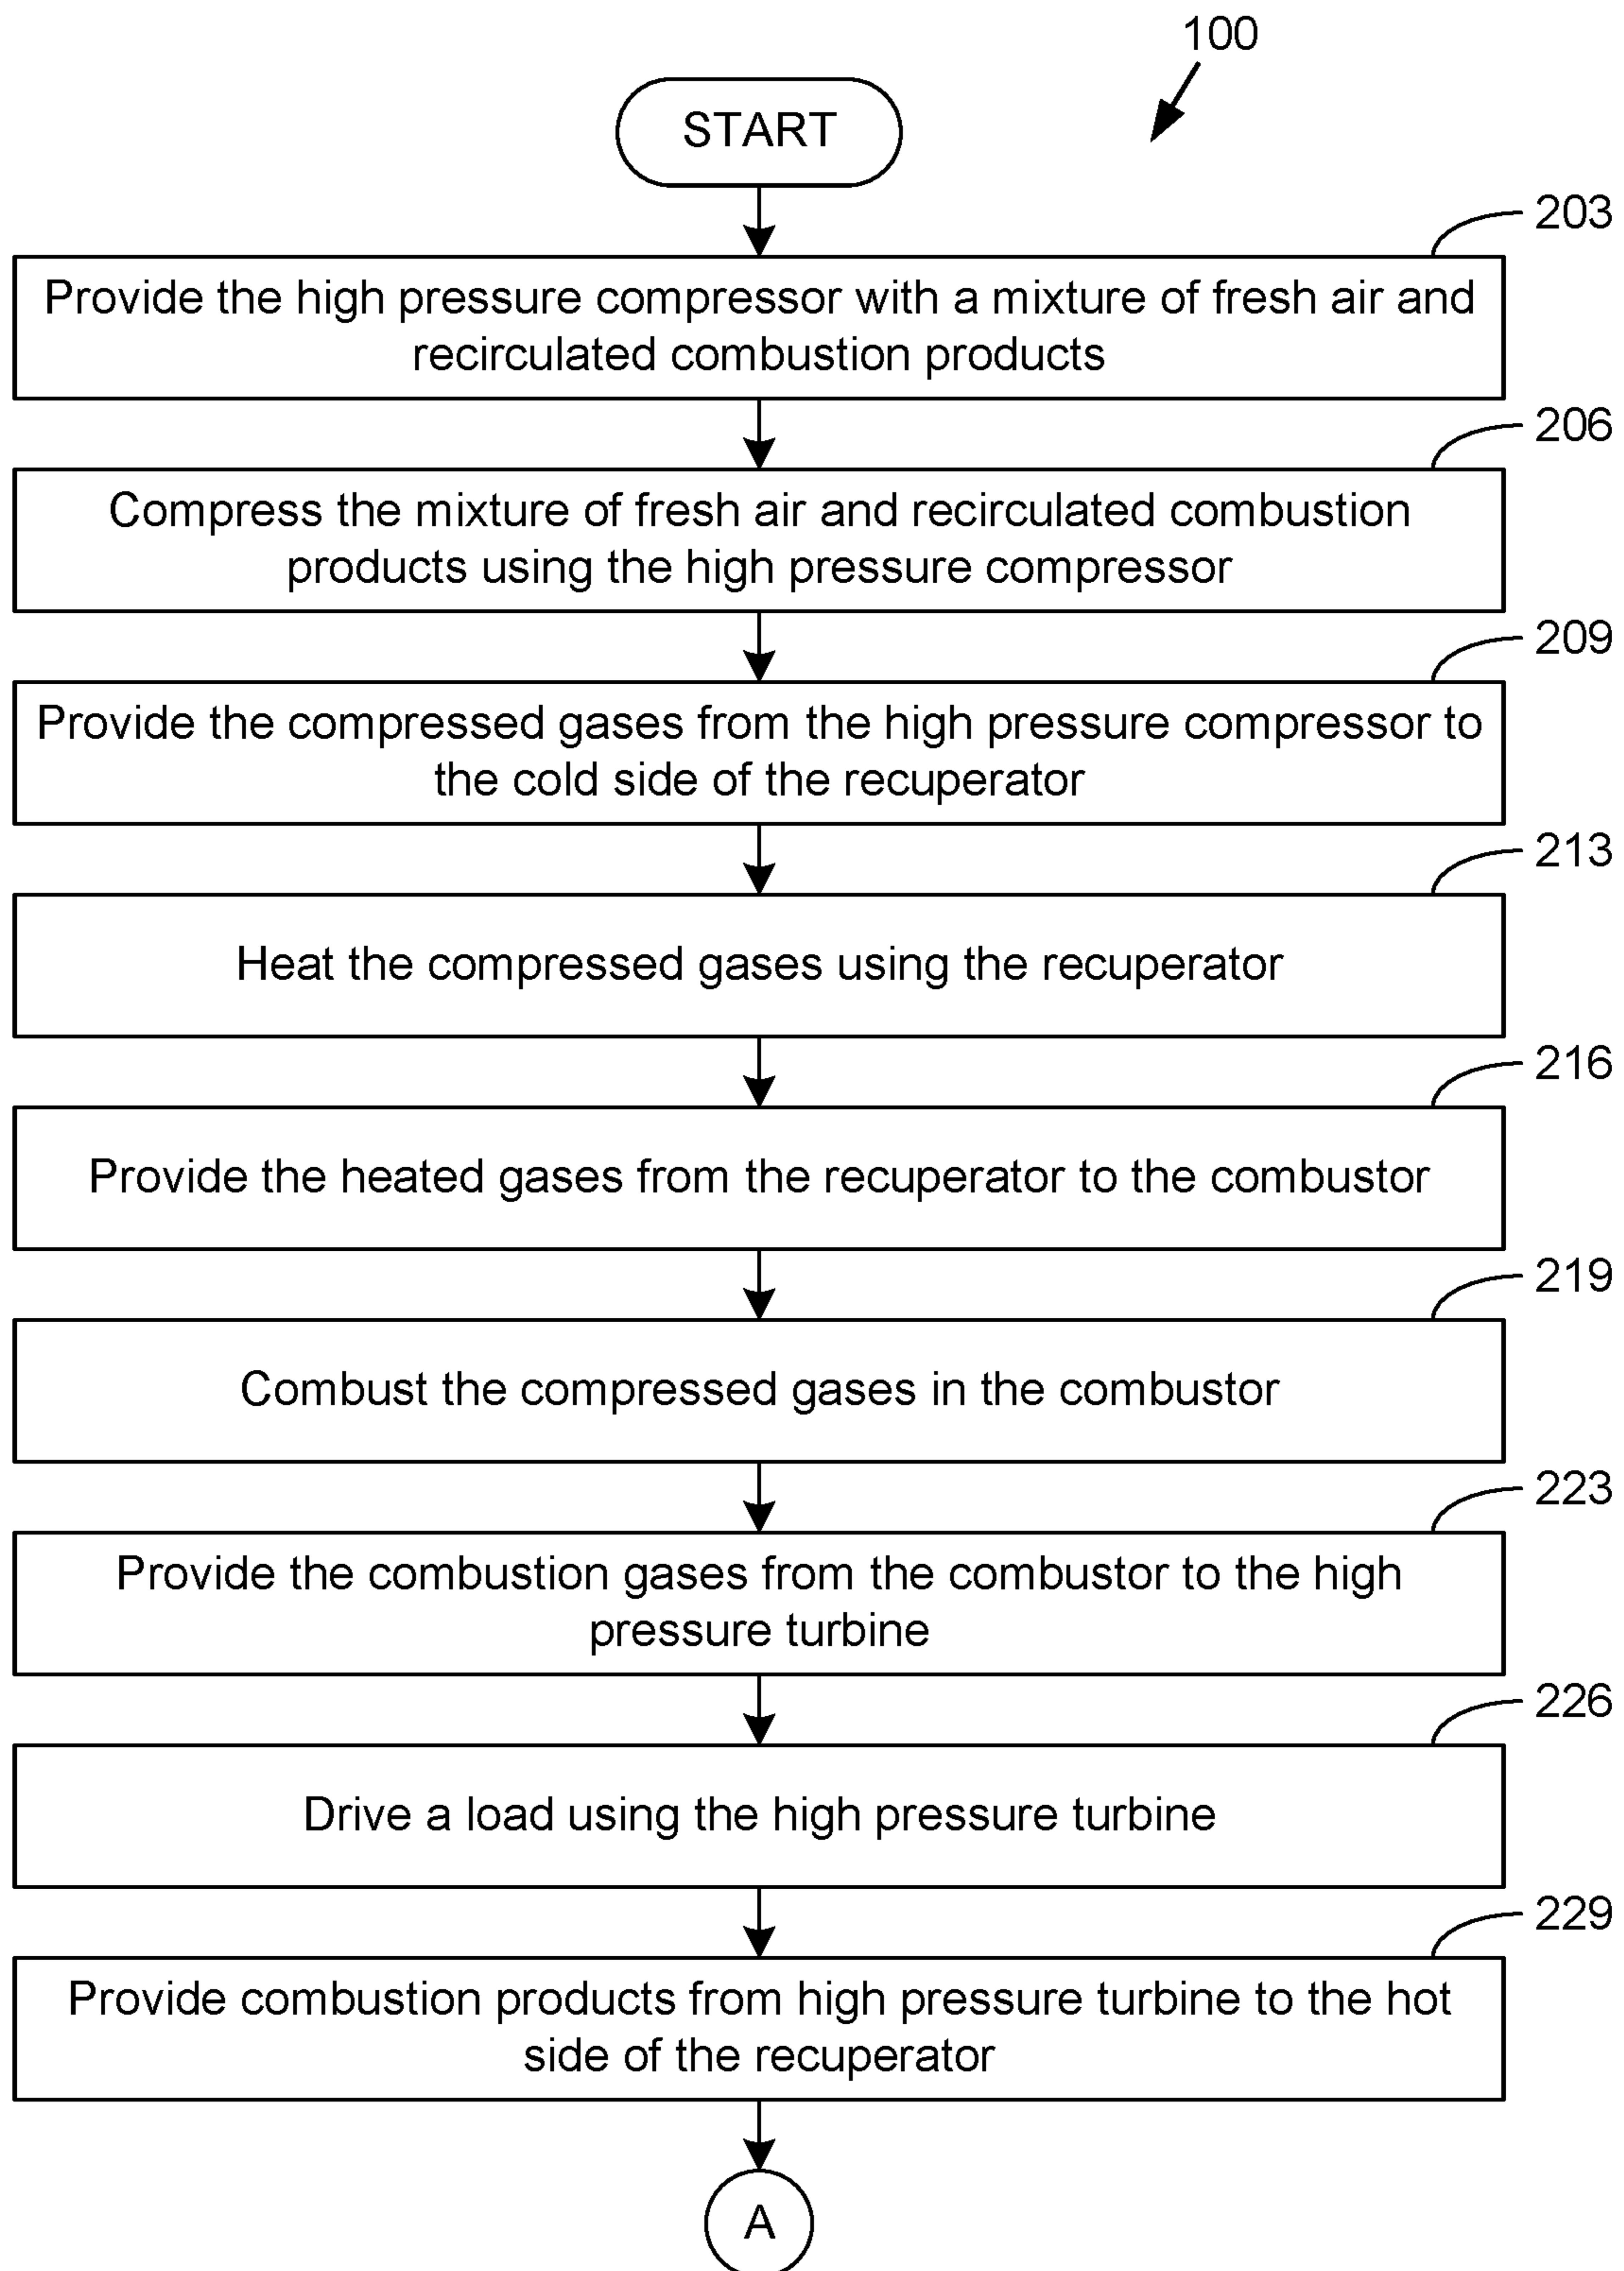 100
START
203
Provide the high pressure compressor with a mixture of fresh air and
recirculated combustion products
206
Compress the mixture of fresh air and recirculated combustion
products using the high pressure compressor
209
Provide the compressed gases from the high pressure compressor to
the cold side of the recuperator
213
Heat the compressed gases using the recuperator
216
Provide the heated gases from the recuperator to the combustor
219
Combust the compressed gases in the combustor
223
Provide the combustion gases from the combustor to the high
pressure turbine
226
Drive a load using the high pressure turbine
229
Provide combustion products from high pressure turbine to the hot
side of the recuperator
A